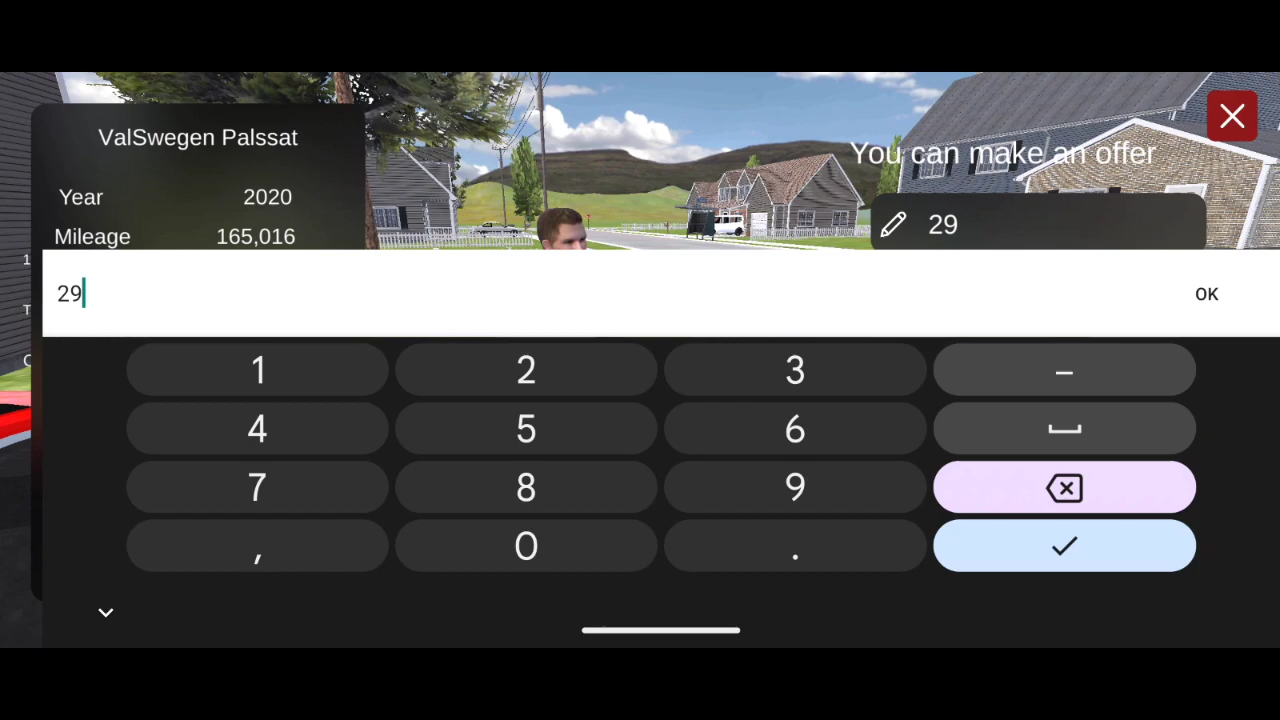 ValSwegen Palssat
You can make an offer
Year 2020
29
Mileage 165,016
29
OK
1 2 3 –
4 5 6
7 8 9
, 0 .